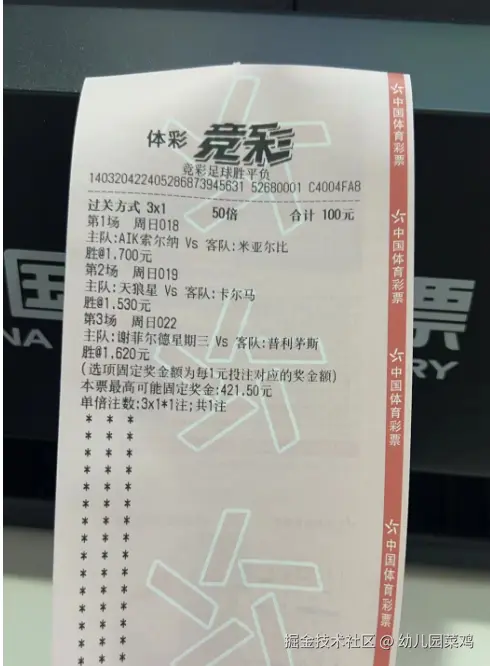 体彩 竞彩
竞彩足球胜平负
140320422405286873945631 52680001 C4004FA8
过关方式 3x1 50倍 合计 100元
第1场 周日018
主队:AIK索尔纳 Vs 客队:米亚尔比
胜@1.700元
第2场 周日019
主队:天狼星 Vs 客队:卡尔马
胜@1.530元
第3场 周日022
主队:谢菲尔德星期三 Vs 客队:普利茅斯
胜@1.620元
(选项固定奖金额为每1元投注对应的奖金额)
本票最高可能固定奖金:421.50元
单倍注数:3x1*1注;共1注
中国体育彩票
中国体育彩票
中国体育彩票
中国体育彩票
中国体育彩票
国
票
NA
RY
掘金技术社区 @ 幼儿园菜鸡